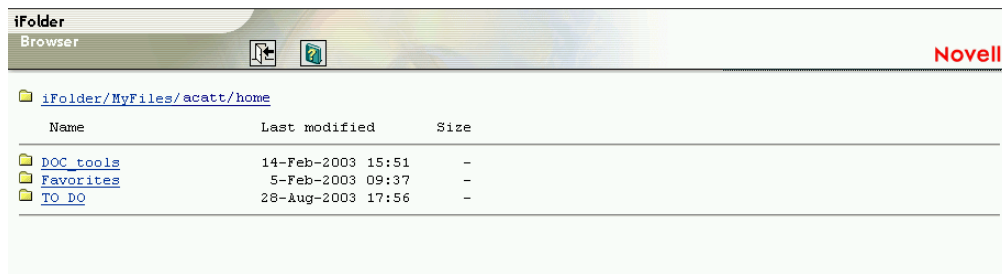 iFolder
Browser
Novell
iFolder/MyFiles/acatt/home
Name Last modified Size
DOC_tools 14-Feb-2003 15:51 -
Favorites 5-Feb-2003 09:37 -
TO DO 28-Aug-2003 17:56 -